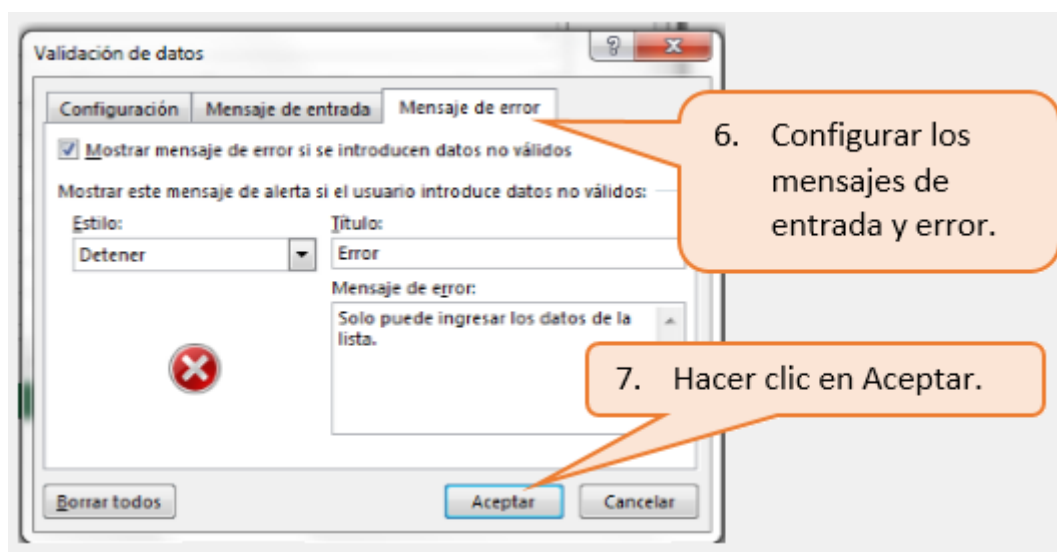 Validación de datos
Configuración
Mensaje de entrada
Mensaje de error
Mostrar mensaje de error si se introducen datos no válidos
Mostrar este mensaje de alerta si el usuario introduce datos no válidos:
Estilo:
Título:
Detener
Error
Mensaje de error:
Solo puede ingresar los datos de la
lista.
6. Configurar los
mensajes de
entrada y error.
7. Hacer clic en Aceptar.
Borrar todos
Aceptar
Cancelar